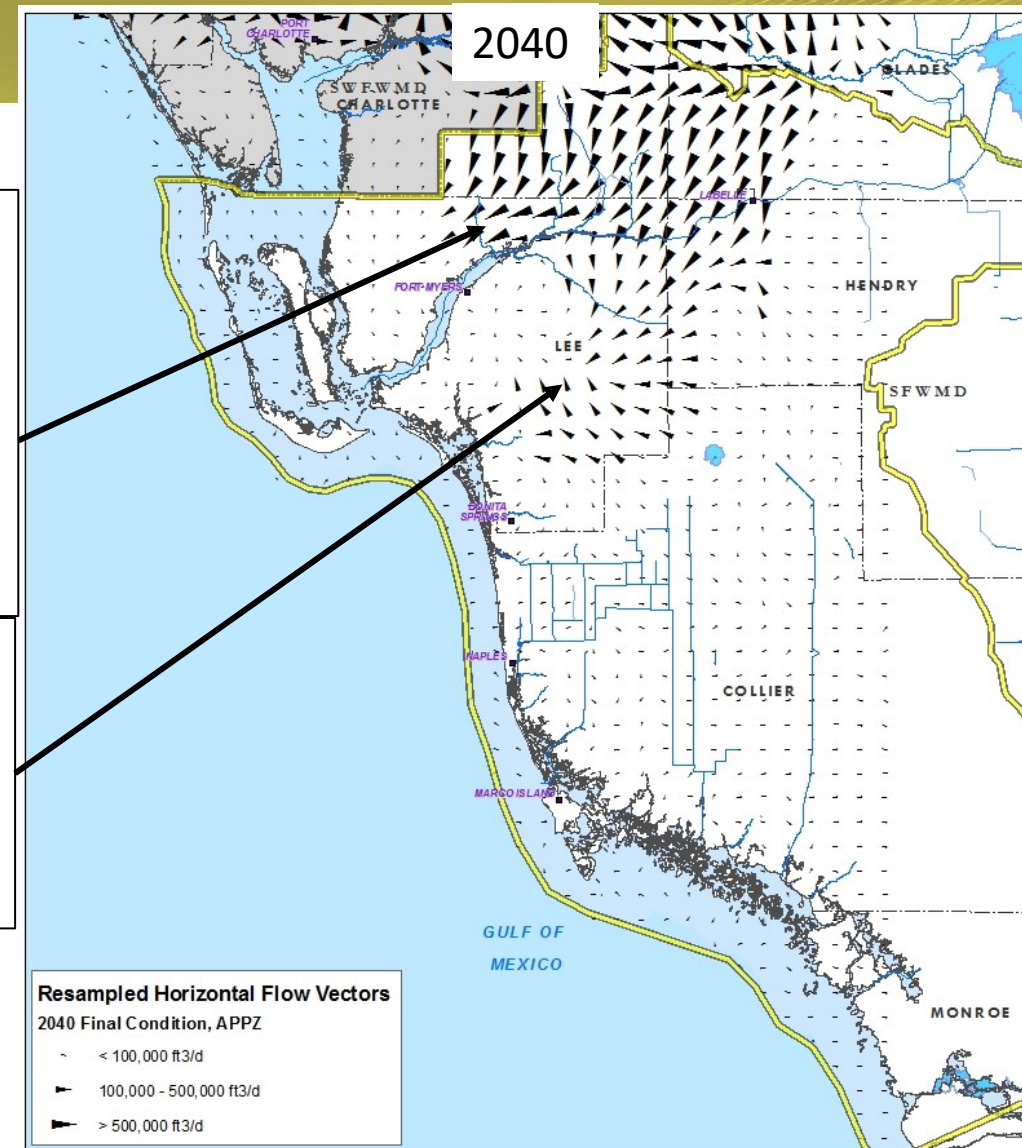 2040
PORT
CHARLOTTE
SWFWMD
CHARLOTTE
GLADES
LABELLE
FORT-MYERS
HENDRY
LEE
SFWMD
BONITA
SPRINGS
NAPLES
COLLIER
MARCO ISLAND
GULF OF
MEXICO
MONROE
Resampled Horizontal Flow Vectors
2040 Final Condition, APPZ
< 100,000 ft3/d
100,000 - 500,000 ft3/d
> 500,000 ft3/d